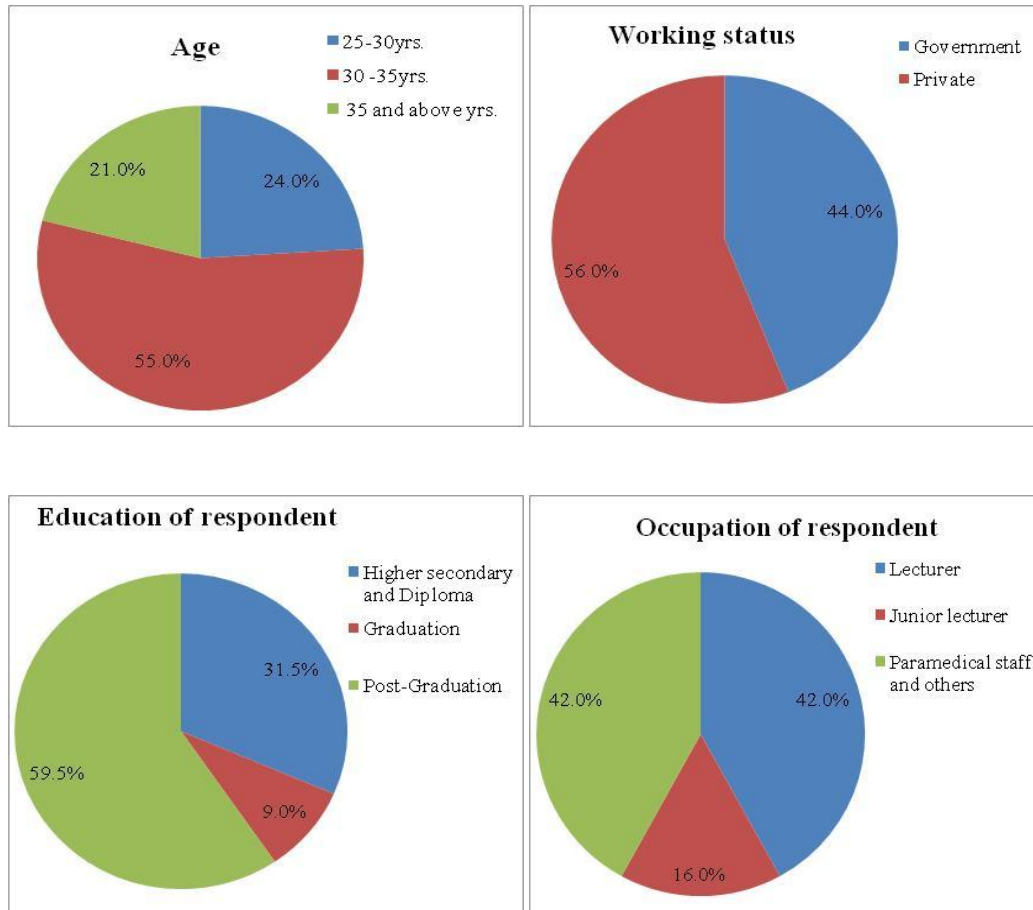 Age
25-30yrs.
30 -35yrs.
35 and above yrs.
21.0%
24.0%
55.0%
Working status
Government
Private
44.0%
56.0%
Education of respondent
Higher secondary
and Diploma
Graduation
Post-Graduation
31.5%
59.5%
9.0%
Occupation of respondent
Lecturer
Junior lecturer
Paramedical staff
and others
42.0%
42.0%
16.0%